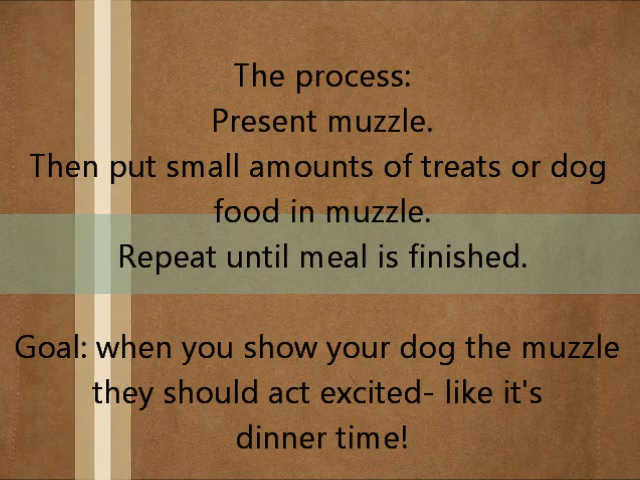 The process:
Present muzzle.
Then put small amounts of treats or dog
food in muzzle.
Repeat until meal is finished.
Goal: when you show your dog the muzzle
they should act excited- like it's
dinner time!